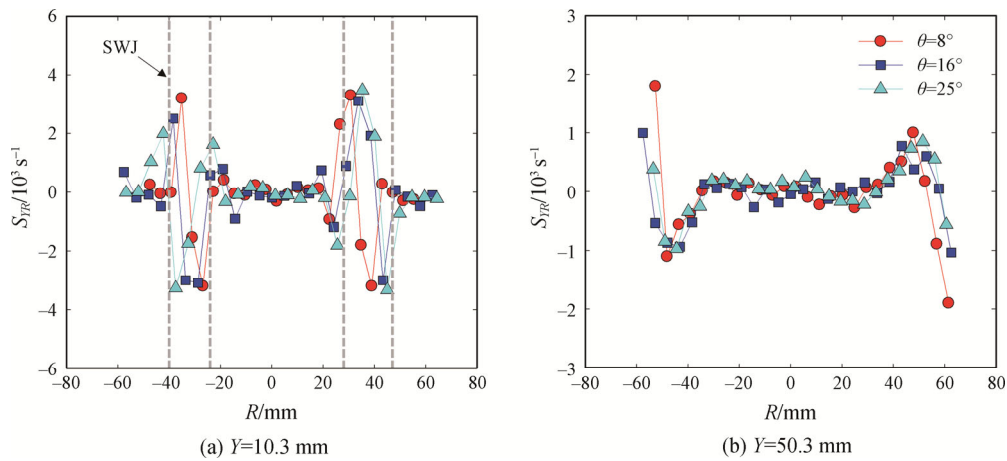 6
4
2
0
−2
−4
−6
S_YR/10³ s⁻¹
SWJ
−80 −60 −40 −20 0 20 40 60 80
R/mm
(a) Y=10.3 mm
3
2
1
0
−1
−2
−3
S_YR/10³ s⁻¹
θ=8°
θ=16°
θ=25°
−80 −60 −40 −20 0 20 40 60 80
R/mm
(b) Y=50.3 mm